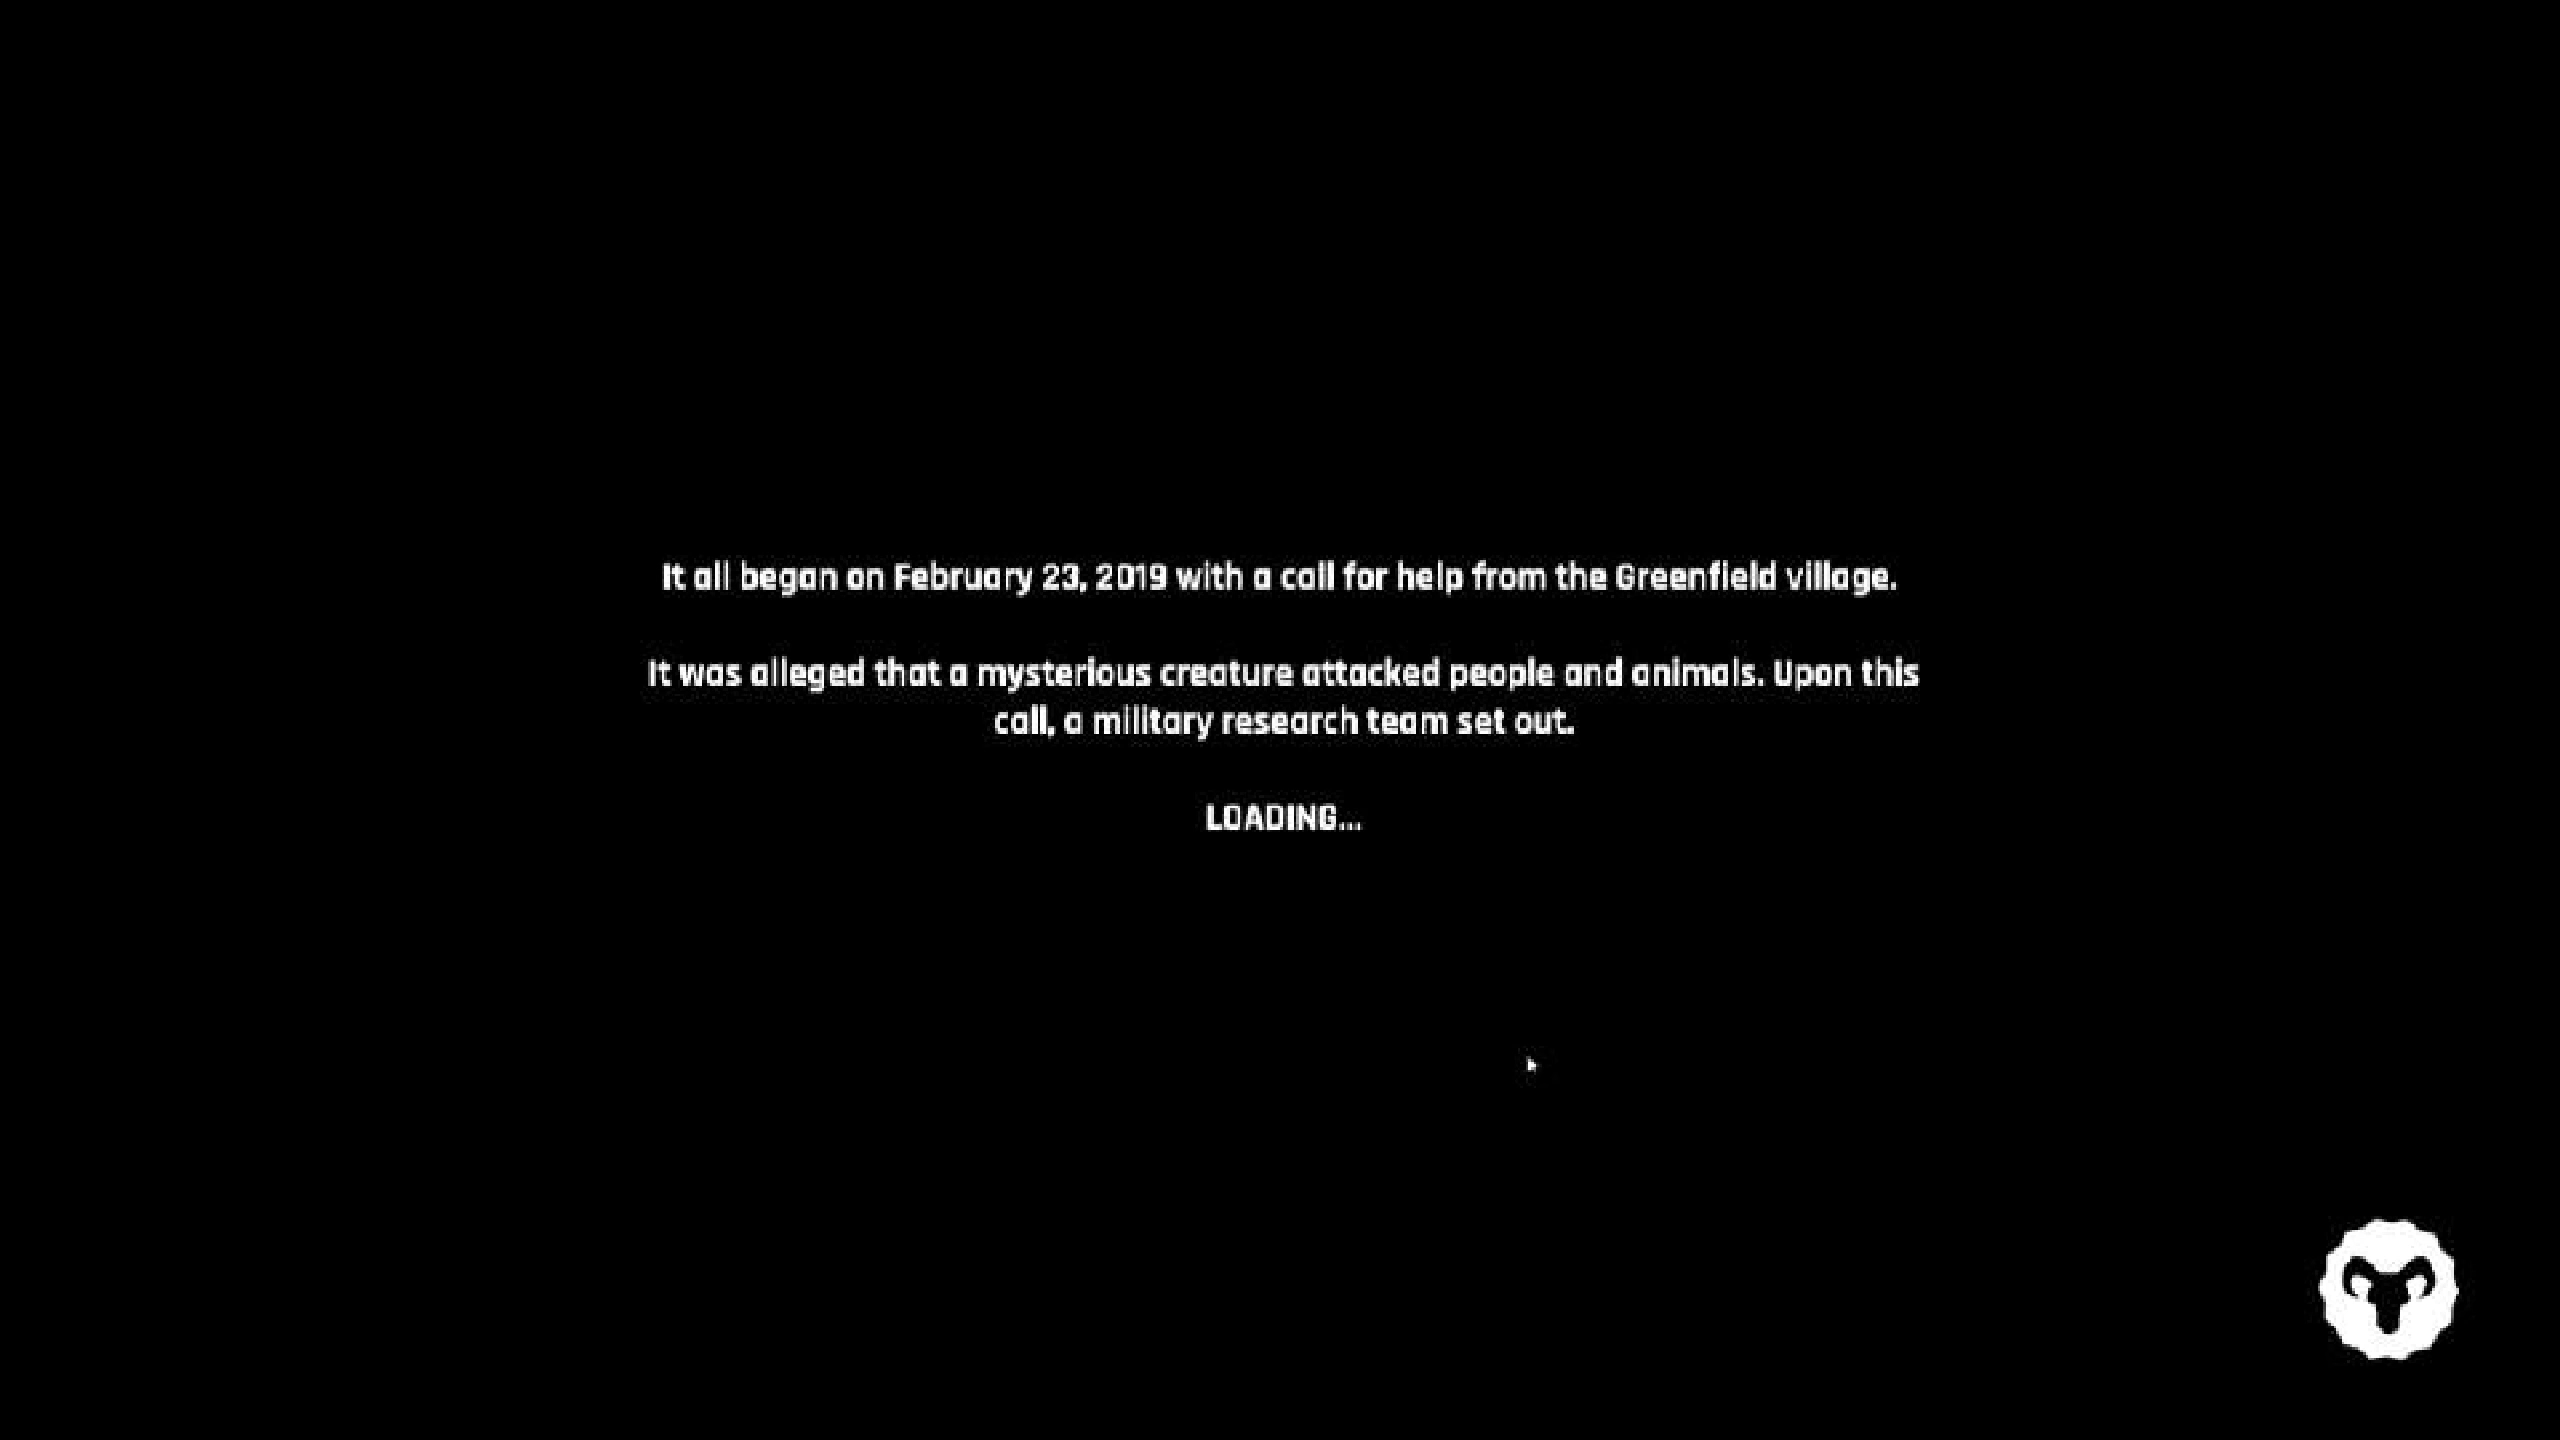 It all began on February 23, 2019 with a call for help from the Greenfield village.
It was alleged that a mysterious creature attacked people and animals. Upon this
call, a military research team set out.
LOADING...